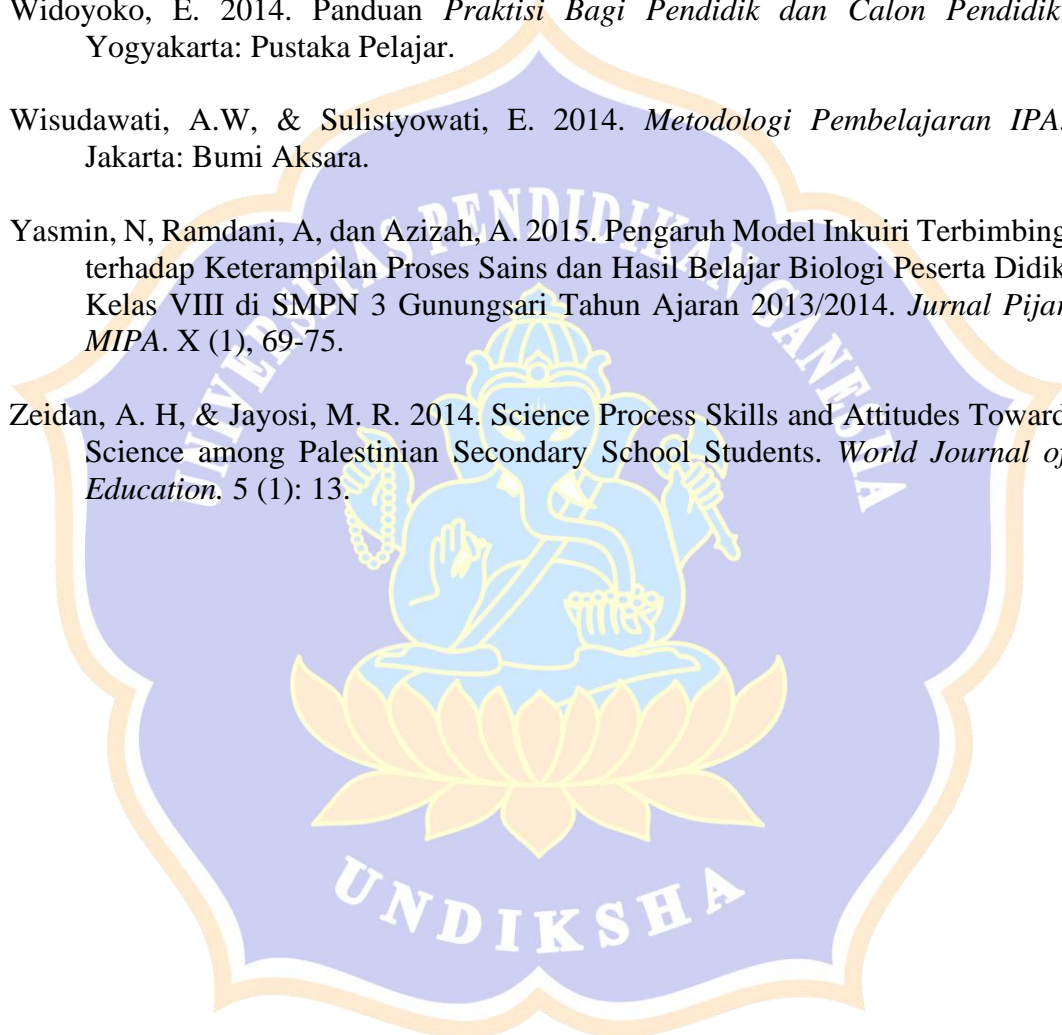 Widoyoko, E. 2014. Panduan Praktisi Bagi Pendidik dan Calon Pendidik
Yogyakarta: Pustaka Pelajar.
Wisudawati, A.W, & Sulistyowati, E. 2014. Metodologi Pembelajaran IPA.
Jakarta: Bumi Aksara.
Yasmin, N, Ramdani, A, dan Azizah, A. 2015. Pengaruh Model Inkuiri Terbimbing
terhadap Keterampilan Proses Sains dan Hasil Belajar Biologi Peserta Didik
Kelas VIII di SMPN 3 Gunungsari Tahun Ajaran 2013/2014. Jurnal Pijar
MIPA. X (1), 69-75.
Zeidan, A. H, & Jayosi, M. R. 2014. Science Process Skills and Attitudes Toward
Science among Palestinian Secondary School Students. World Journal of
Education. 5 (1): 13.
UNIVERSITAS PENDIDIKAN GANESHA
UNDIKSHA